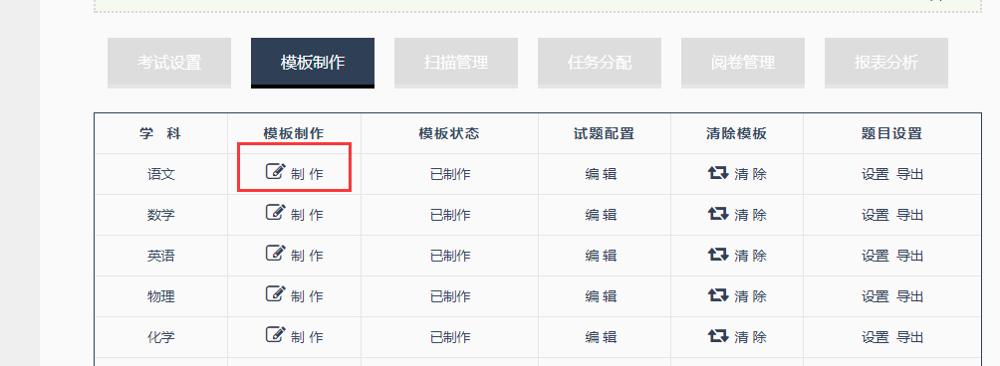 考试设置 模板制作 扫描管理 任务分配 阅卷管理 报表分析
学 科 模板制作 模板状态 试题配置 清除模板 题目设置
语文 制 作 已制作 编 辑 清 除 设置 导出
数学 制 作 已制作 编 辑 清 除 设置 导出
英语 制 作 已制作 编 辑 清 除 设置 导出
物理 制 作 已制作 编 辑 清 除 设置 导出
化学 制 作 已制作 编 辑 清 除 设置 导出